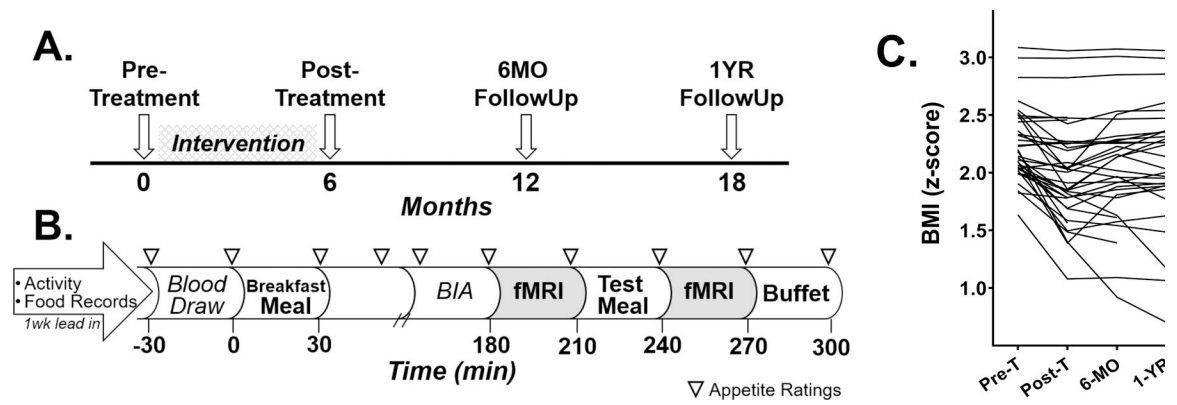 A.
Pre-
Treatment
Post-
Treatment
6MO
FollowUp
1YR
FollowUp
Intervention
0
6
12
18
Months
B.
• Activity
• Food Records
1wk lead in
Blood
Draw
Breakfast
Meal
BIA
fMRI
Test
Meal
fMRI
Buffet
-30
0
30
180
210
240
270
300
Time (min)
Appetite Ratings
C.
BMI (z-score)
3.0
2.5
2.0
1.5
1.0
Pre-T
Post-T
6-MO
1-YR